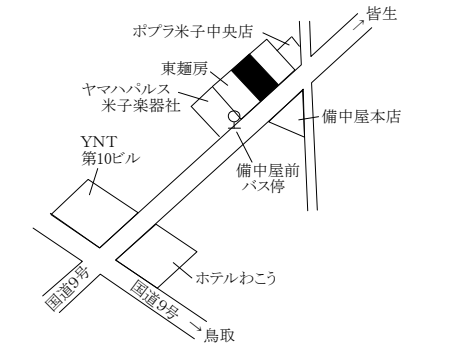 皆生
ポプラ米子中央店
東麺房
ヤマハパルス
米子楽器社
備中屋本店
YNT
第10ビル
備中屋前
バス停
ホテルわこう
国道9号
国道9号
鳥取